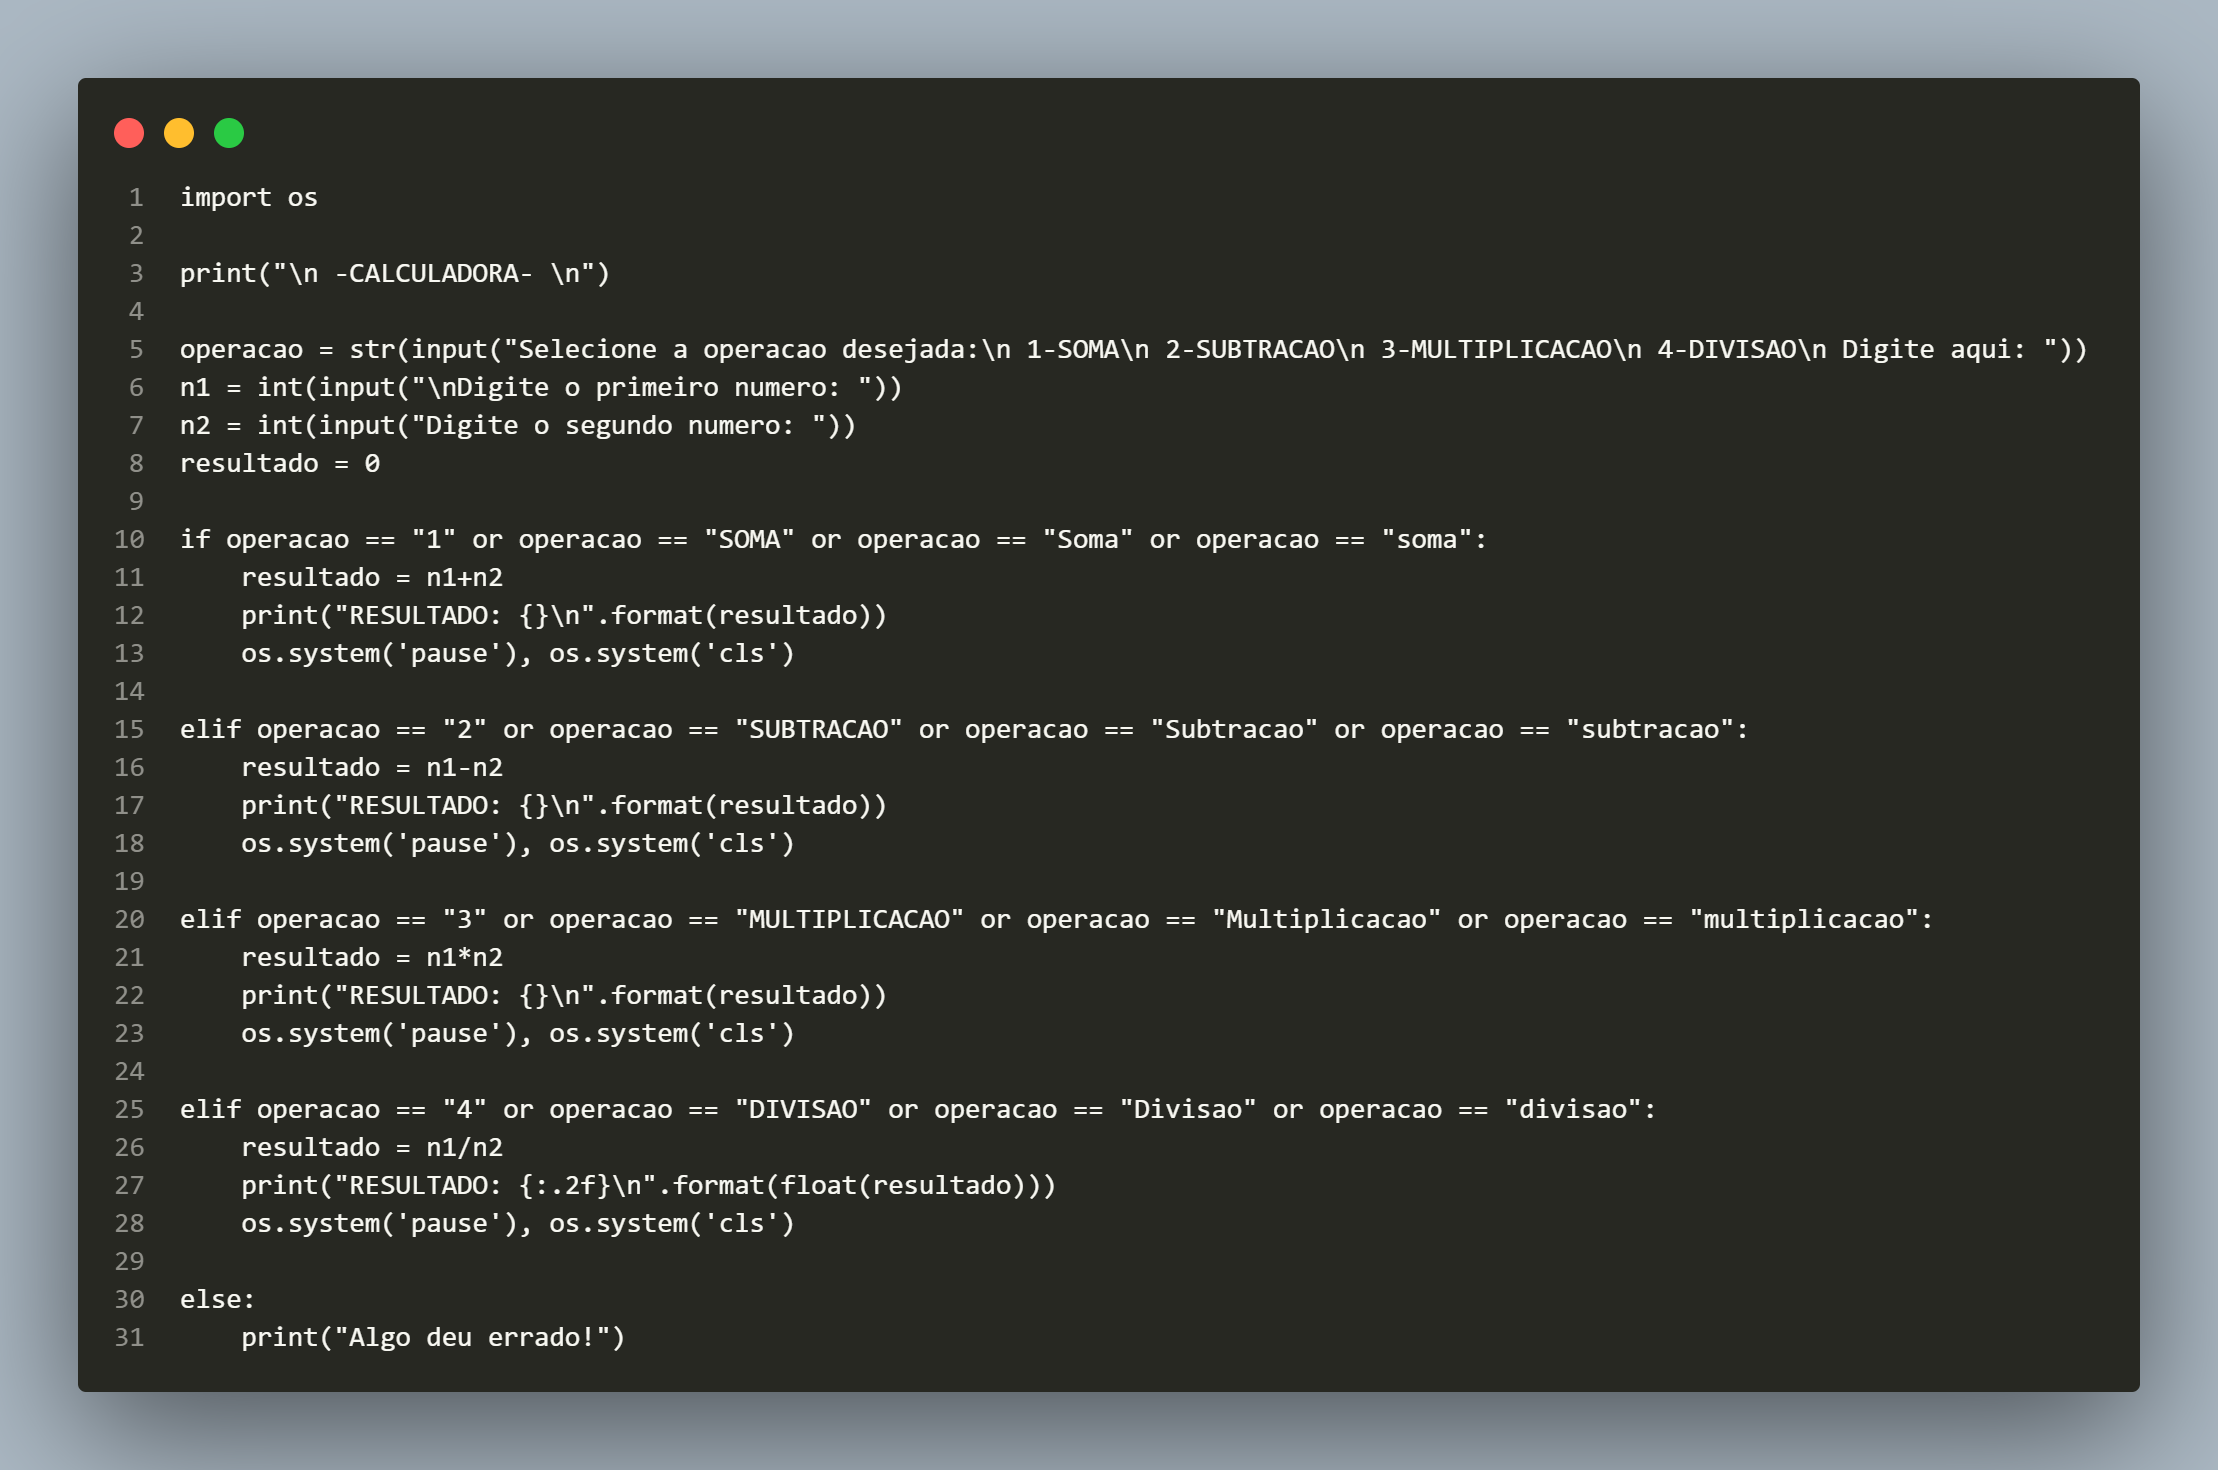 1 import os
2
3 print("\n -CALCULADORA- \n")
4
5 operacao = str(input("Selecione a operacao desejada:\n 1-SOMA\n 2-SUBTRACAO\n 3-MULTIPLICACAO\n 4-DIVISAO\n Digite aqui: "))
6 n1 = int(input("\nDigite o primeiro numero: "))
7 n2 = int(input("Digite o segundo numero: "))
8 resultado = 0
9
10 if operacao == "1" or operacao == "SOMA" or operacao == "Soma" or operacao == "soma":
11     resultado = n1+n2
12     print("RESULTADO: {}\n".format(resultado))
13     os.system('pause'), os.system('cls')
14
15 elif operacao == "2" or operacao == "SUBTRACAO" or operacao == "Subtracao" or operacao == "subtracao":
16     resultado = n1-n2
17     print("RESULTADO: {}\n".format(resultado))
18     os.system('pause'), os.system('cls')
19
20 elif operacao == "3" or operacao == "MULTIPLICACAO" or operacao == "Multiplicacao" or operacao == "multiplicacao":
21     resultado = n1*n2
22     print("RESULTADO: {}\n".format(resultado))
23     os.system('pause'), os.system('cls')
24
25 elif operacao == "4" or operacao == "DIVISAO" or operacao == "Divisao" or operacao == "divisao":
26     resultado = n1/n2
27     print("RESULTADO: {:.2f}\n".format(float(resultado)))
28     os.system('pause'), os.system('cls')
29
30 else:
31     print("Algo deu errado!")